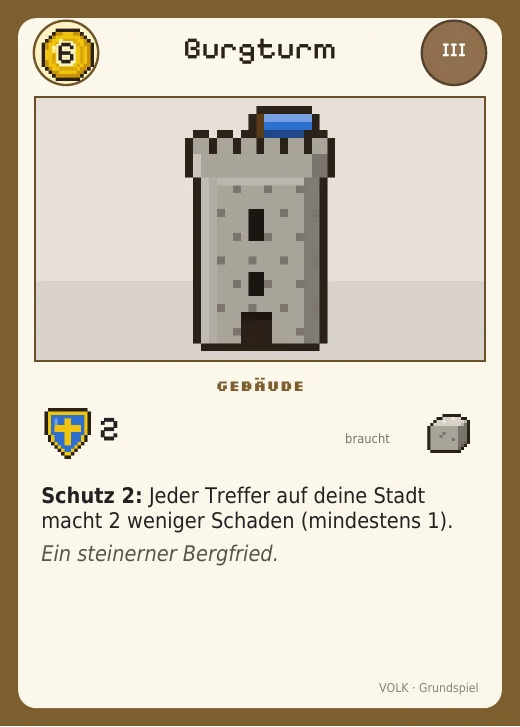 6
Burgturm
III
GEBÄUDE
2
braucht
Schutz 2: Jeder Treffer auf deine Stadt
macht 2 weniger Schaden (mindestens 1).
Ein steinerner Bergfried.
VOLK · Grundspiel